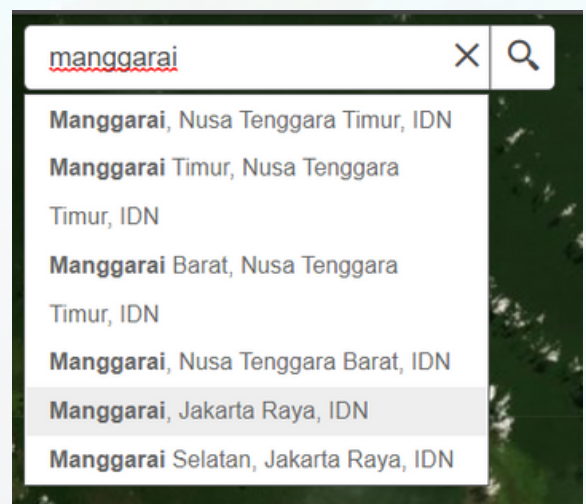 manggarai
Manggarai, Nusa Tenggara Timur, IDN
Manggarai Timur, Nusa Tenggara
Timur, IDN
Manggarai Barat, Nusa Tenggara
Timur, IDN
Manggarai, Nusa Tenggara Barat, IDN
Manggarai, Jakarta Raya, IDN
Manggarai Selatan, Jakarta Raya, IDN